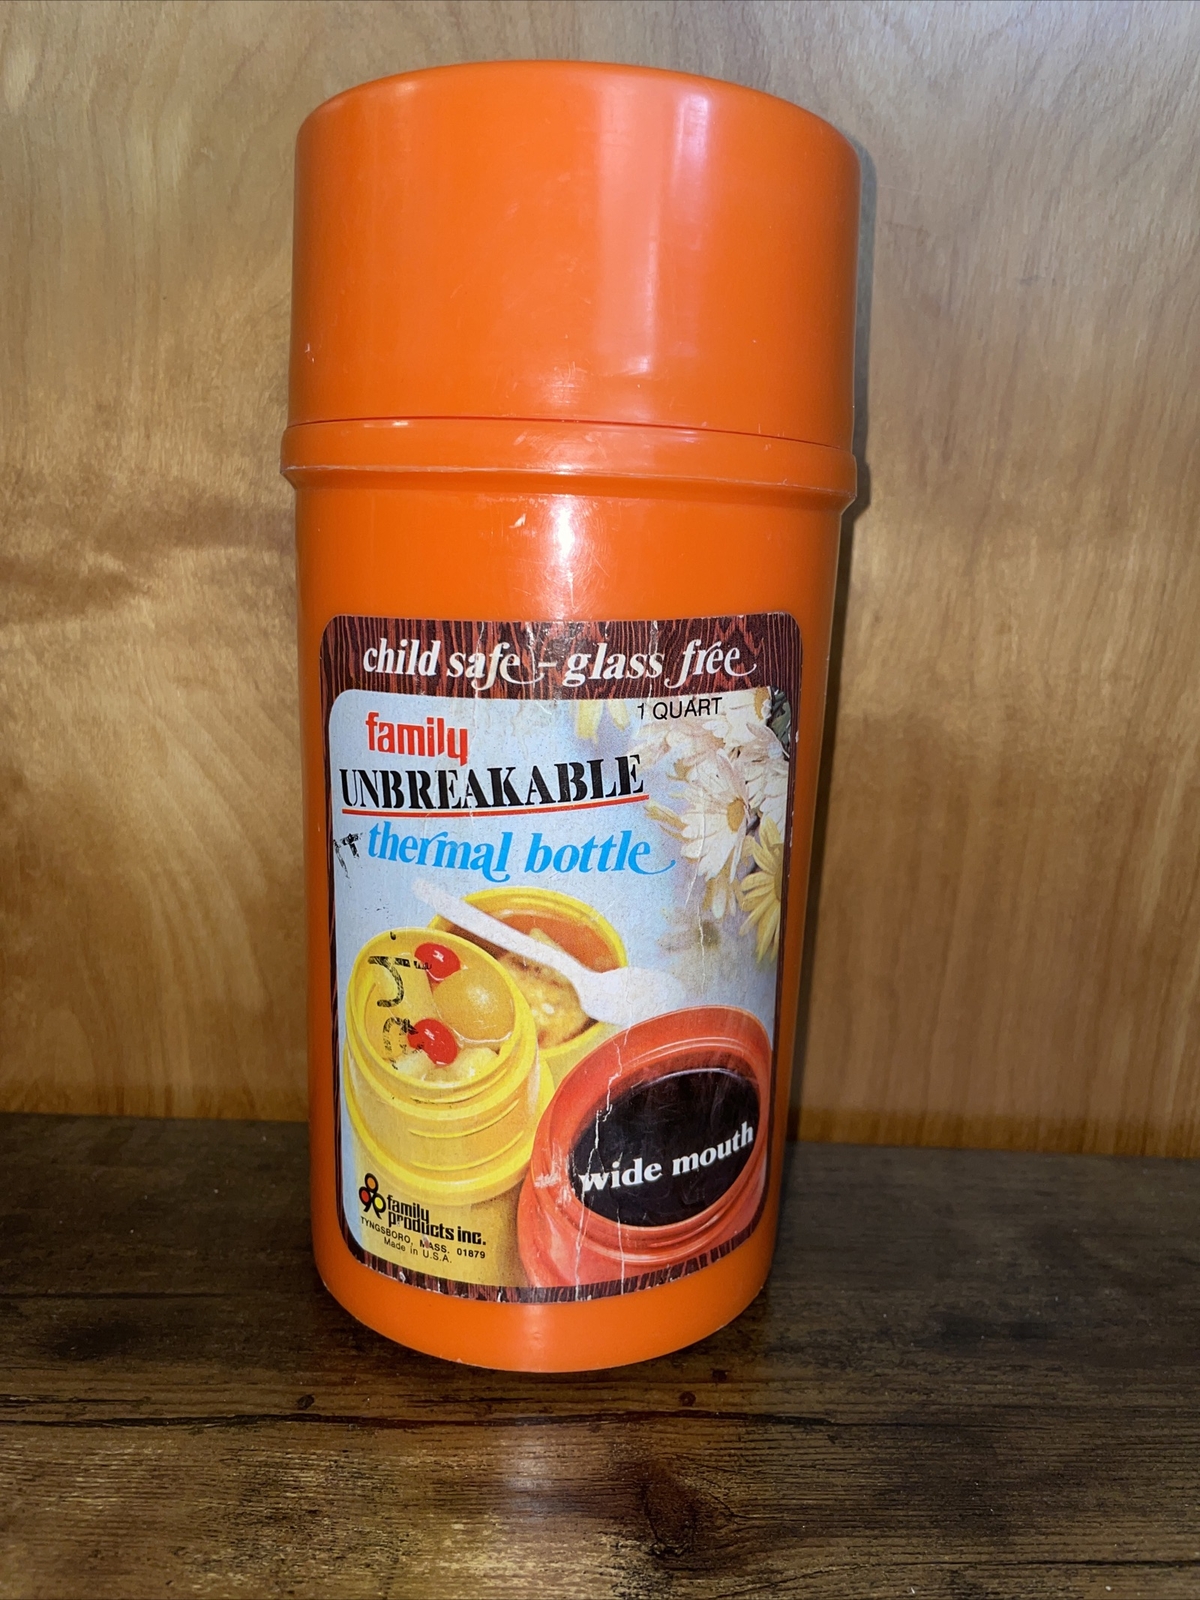 child safe - glass free
1 QUART
family
UNBREAKABLE
thermal bottle
wide mouth
family
products inc.
TYNGSBORO, MASS. 01879
Made in U.S.A.